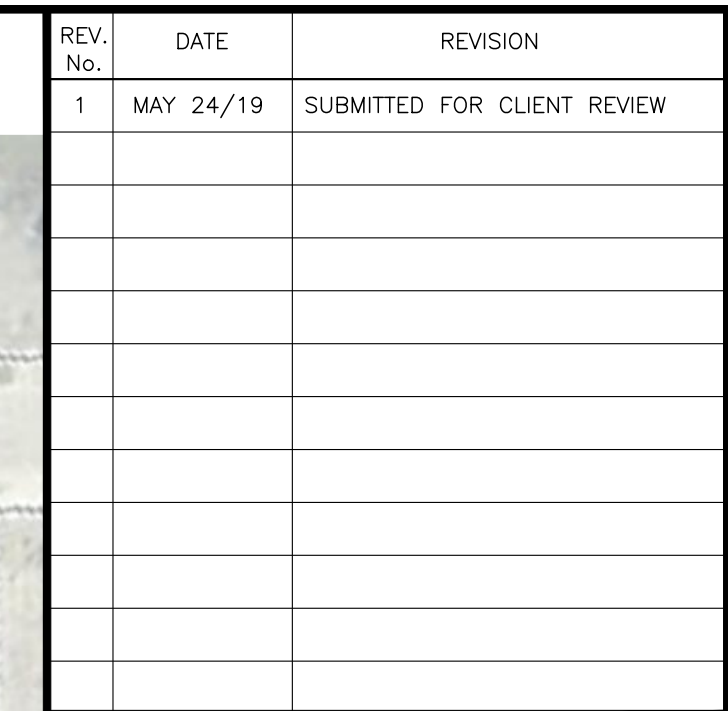 REV. No. DATE REVISION
1 MAY 24/19 SUBMITTED FOR CLIENT REVIEW